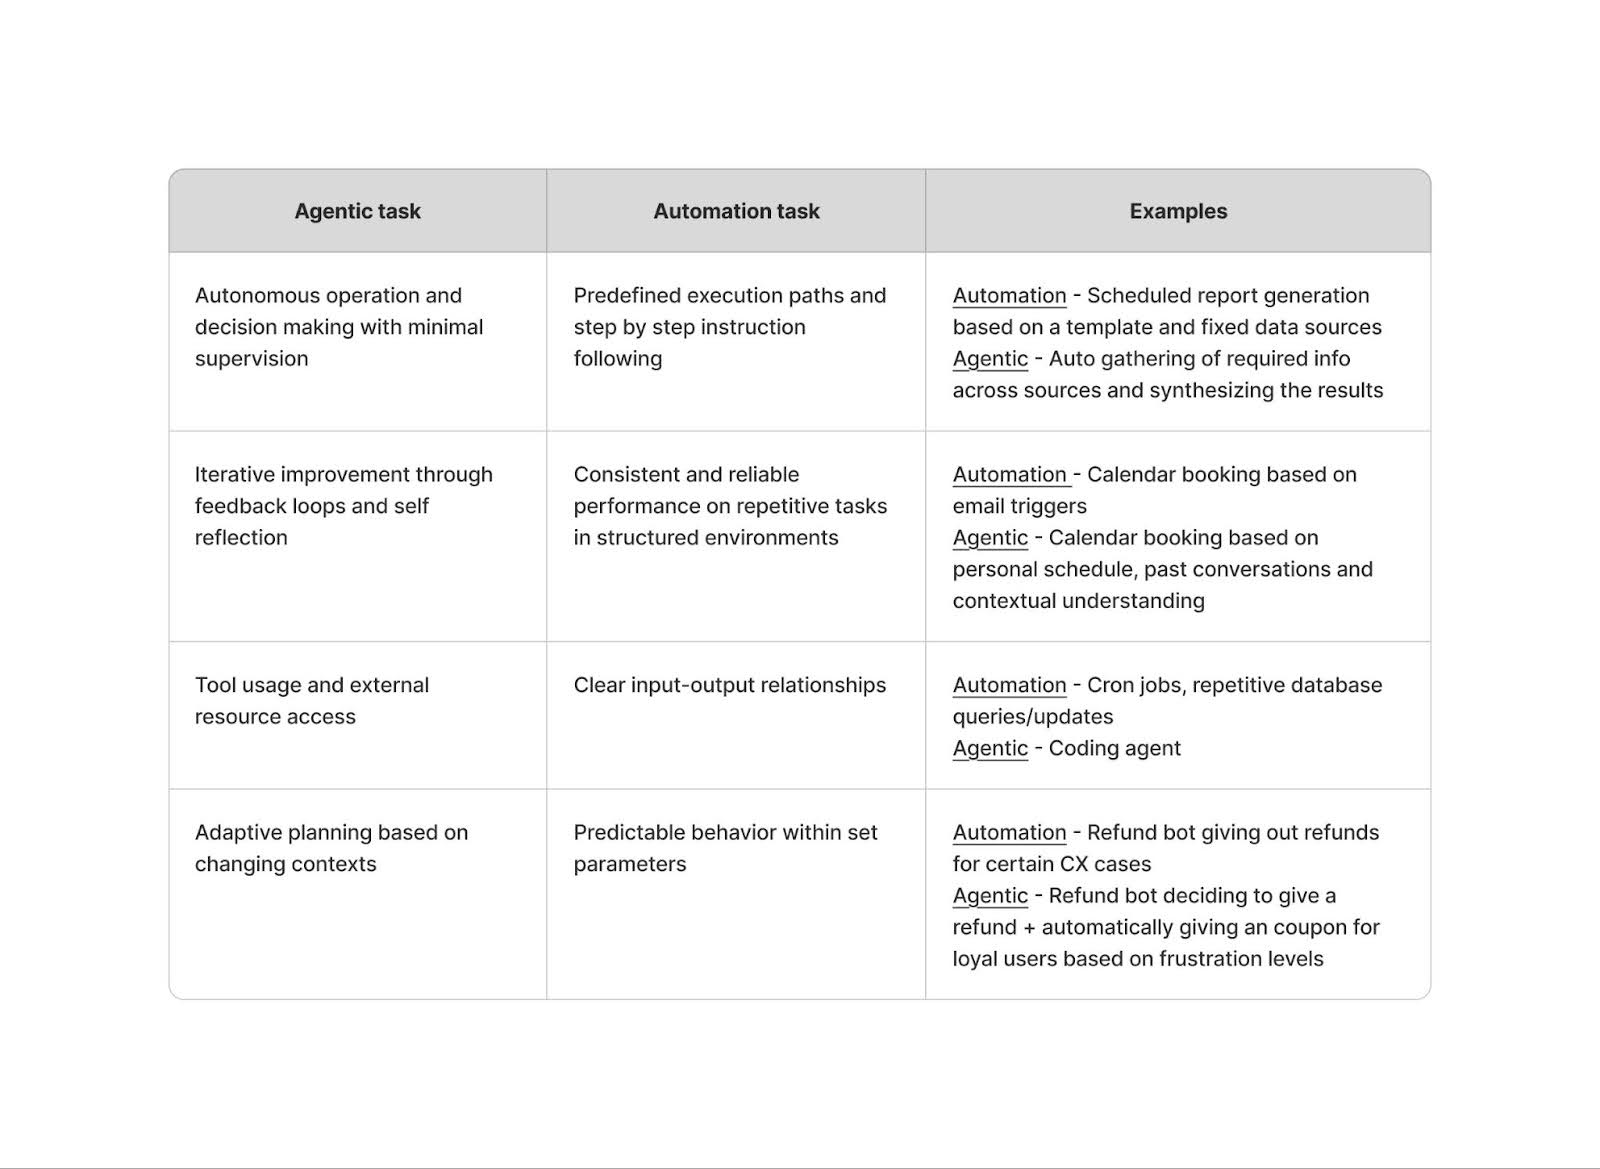 Agentic task
Automation task
Examples
Autonomous operation and
decision making with minimal
supervision
Predefined execution paths and
step by step instruction
following
Automation - Scheduled report generation
based on a template and fixed data sources
Agentic - Auto gathering of required info
across sources and synthesizing the results
Iterative improvement through
feedback loops and self
reflection
Consistent and reliable
performance on repetitive tasks
in structured environments
Automation - Calendar booking based on
email triggers
Agentic - Calendar booking based on
personal schedule, past conversations and
contextual understanding
Tool usage and external
resource access
Clear input-output relationships
Automation - Cron jobs, repetitive database
queries/updates
Agentic - Coding agent
Adaptive planning based on
changing contexts
Predictable behavior within set
parameters
Automation - Refund bot giving out refunds
for certain CX cases
Agentic - Refund bot deciding to give a
refund + automatically giving an coupon for
loyal users based on frustration levels